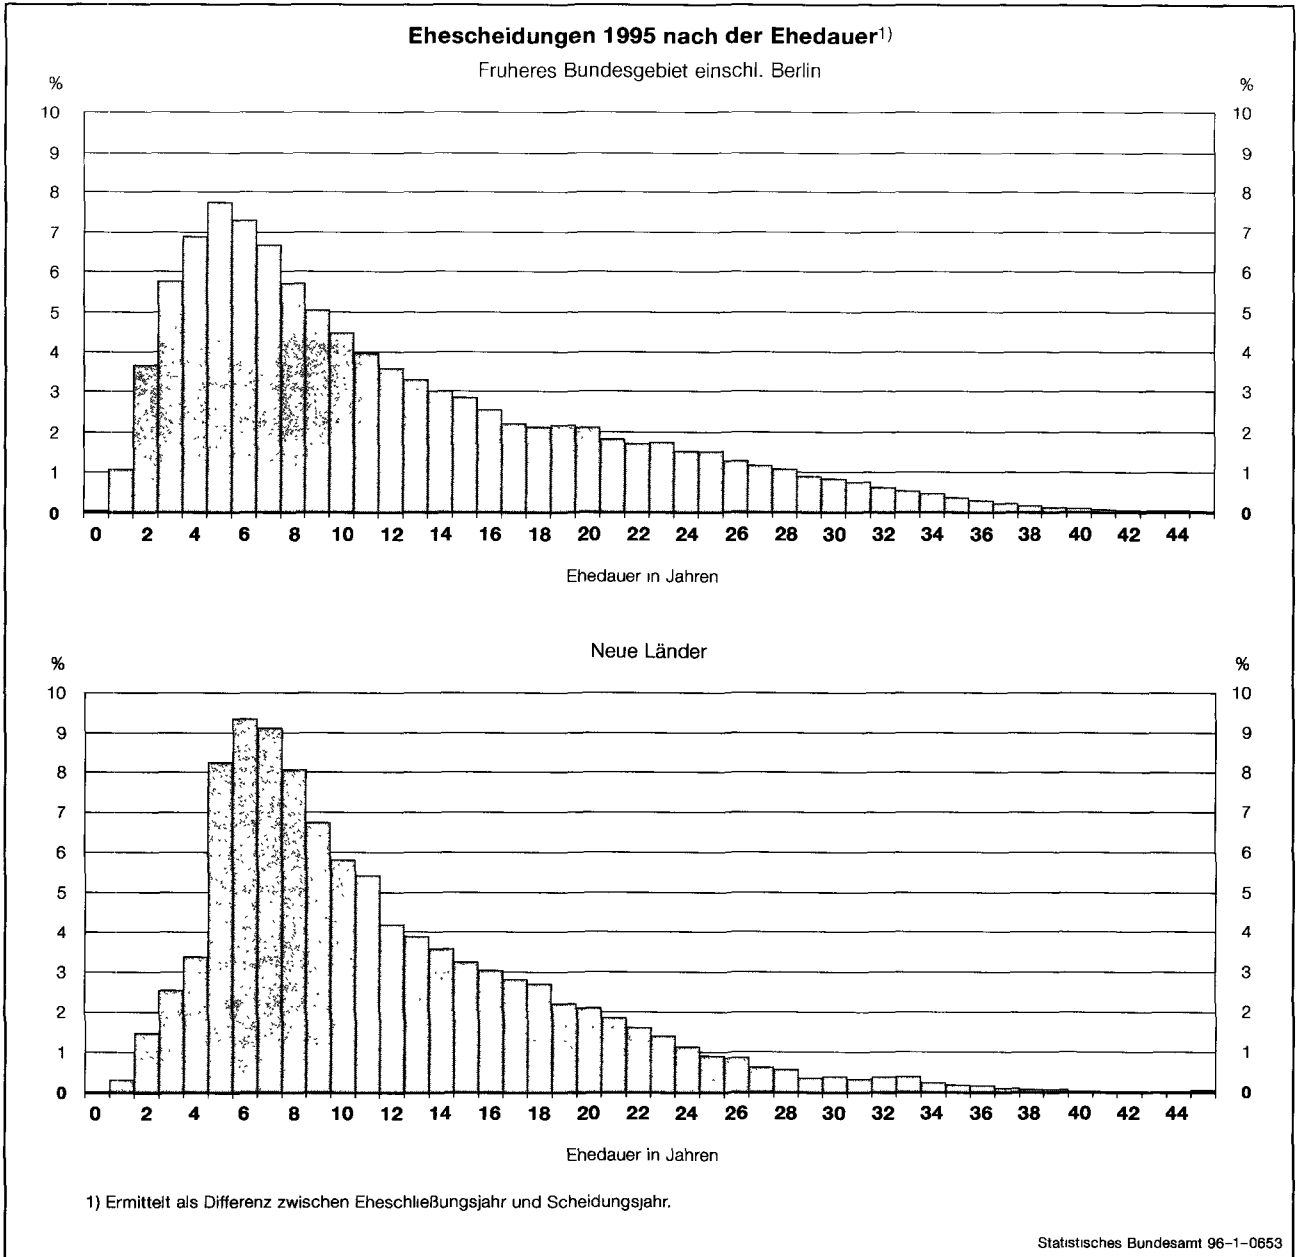 Ehescheidungen 1995 nach der Ehedauer1)
Fruheres Bundesgebiet einschl. Berlin
% %
10 10
9 9
8 8
7 7
6 6
5 5
4 4
3 3
2 2
1 1
0 0
0 2 4 6 8 10 12 14 16 18 20 22 24 26 28 30 32 34 36 38 40 42 44
Ehedauer in Jahren
Neue Länder
% %
10 10
9 9
8 8
7 7
6 6
5 5
4 4
3 3
2 2
1 1
0 0
0 2 4 6 8 10 12 14 16 18 20 22 24 26 28 30 32 34 36 38 40 42 44
Ehedauer in Jahren
1) Ermittelt als Differenz zwischen Eheschließungsjahr und Scheidungsjahr.
Statistisches Bundesamt 96-1-0653